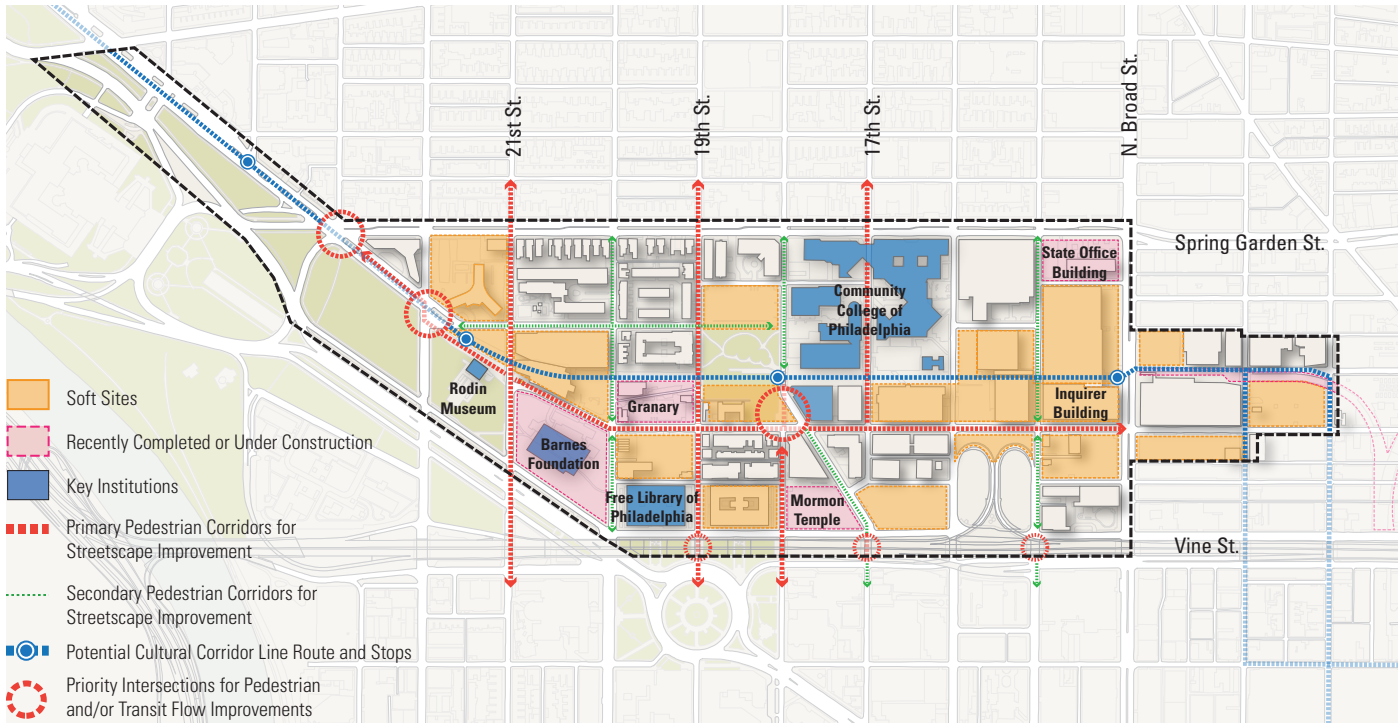 21st St.
19th St.
17th St.
N. Broad St.
Spring Garden St.
State Office
Building
Community
College of
Philadelphia
Rodin
Museum
Granary
Inquirer
Building
Barnes
Foundation
Free Library of
Philadelphia
Mormon
Temple
Vine St.
Soft Sites
Recently Completed or Under Construction
Key Institutions
Primary Pedestrian Corridors for
Streetscape Improvement
Secondary Pedestrian Corridors for
Streetscape Improvement
Potential Cultural Corridor Line Route and Stops
Priority Intersections for Pedestrian
and/or Transit Flow Improvements